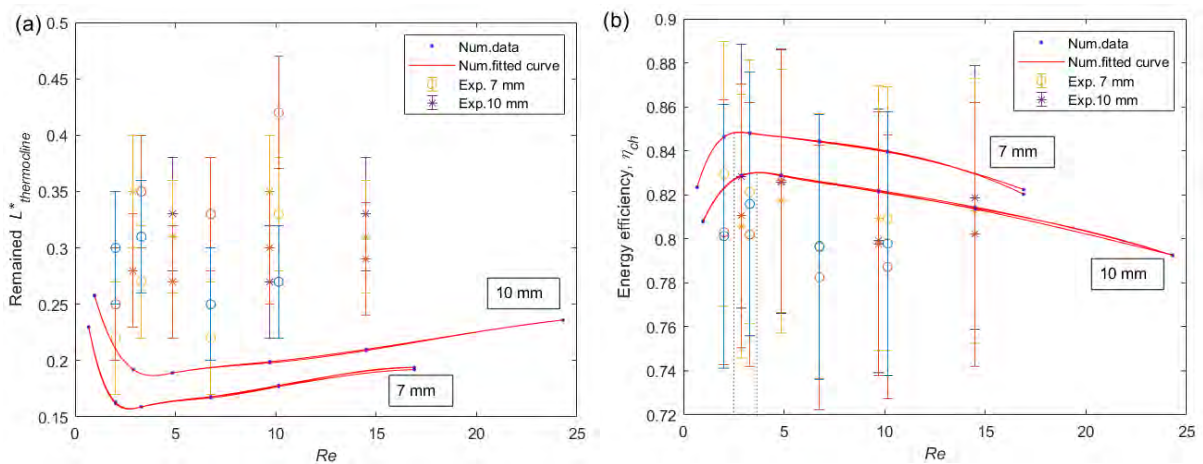 (a)
0.5
0.45
0.4
0.35
0.3
0.25
0.2
0.15
Remained L*thermocline
Num.data
Num.fitted curve
Exp. 7 mm
Exp.10 mm
10 mm
7 mm
0
5
10
15
20
25
Re
(b)
0.9
0.88
0.86
0.84
0.82
0.8
0.78
0.76
0.74
0.72
Energy efficiency, ηch
Num.data
Num.fitted curve
Exp. 7 mm
Exp.10 mm
7 mm
10 mm
0
5
10
15
20
25
Re